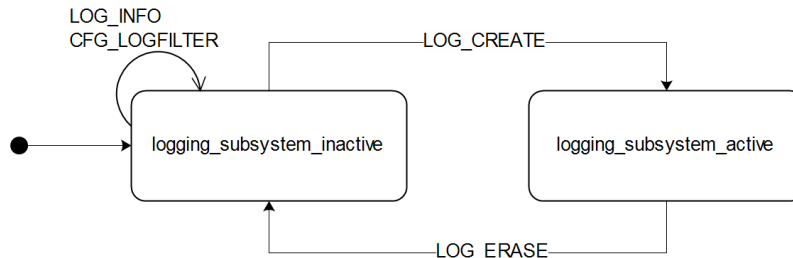 LOG_INFO
CFG_LOGFILTER
LOG_CREATE
logging_subsystem_inactive
logging_subsystem_active
LOG_ERASE